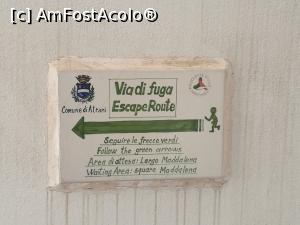 [c] AmFostAcolo®
Via di fuga
Escape Route
Comune di Atrani
Seguire le frecce verdi
Follow the green arrows
Area di attesa: Largo Maddalena
Waiting Area: square Maddalena